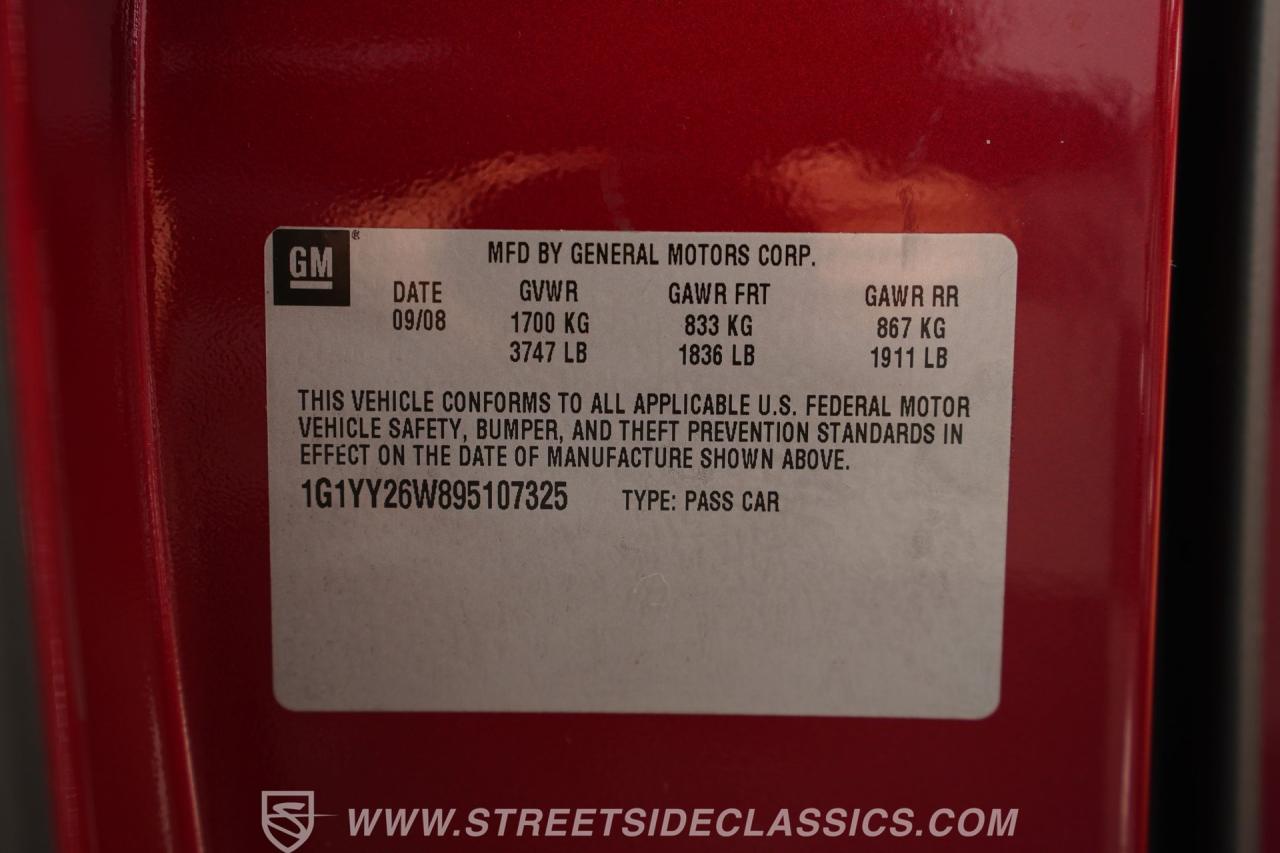 GM®
MFD BY GENERAL MOTORS CORP.
DATE GVWR GAWR FRT GAWR RR
09/08 1700 KG 833 KG 867 KG
3747 LB 1836 LB 1911 LB
THIS VEHICLE CONFORMS TO ALL APPLICABLE U.S. FEDERAL MOTOR
VEHICLE SAFETY, BUMPER, AND THEFT PREVENTION STANDARDS IN
EFFECT ON THE DATE OF MANUFACTURE SHOWN ABOVE.
1G1YY26W895107325 TYPE: PASS CAR
WWW.STREETSIDECLASSICS.COM